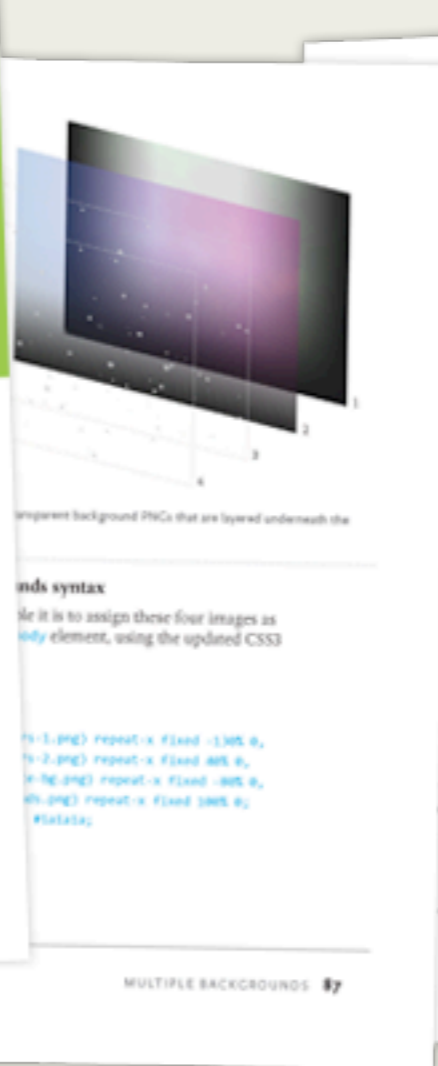 1
2
3
4
ansparent background PNGs that are layered underneath the
nds syntax
ple it is to assign these four images as
body element, using the updated CSS3
rs-1.png) repeat-x fixed -130% 0,
rs-2.png) repeat-x fixed 40% 0,
e-bg.png) repeat-x fixed -80% 0,
ds.png) repeat-x fixed 100% 0;
#1a1a1a;
MULTIPLE BACKGROUNDS 87